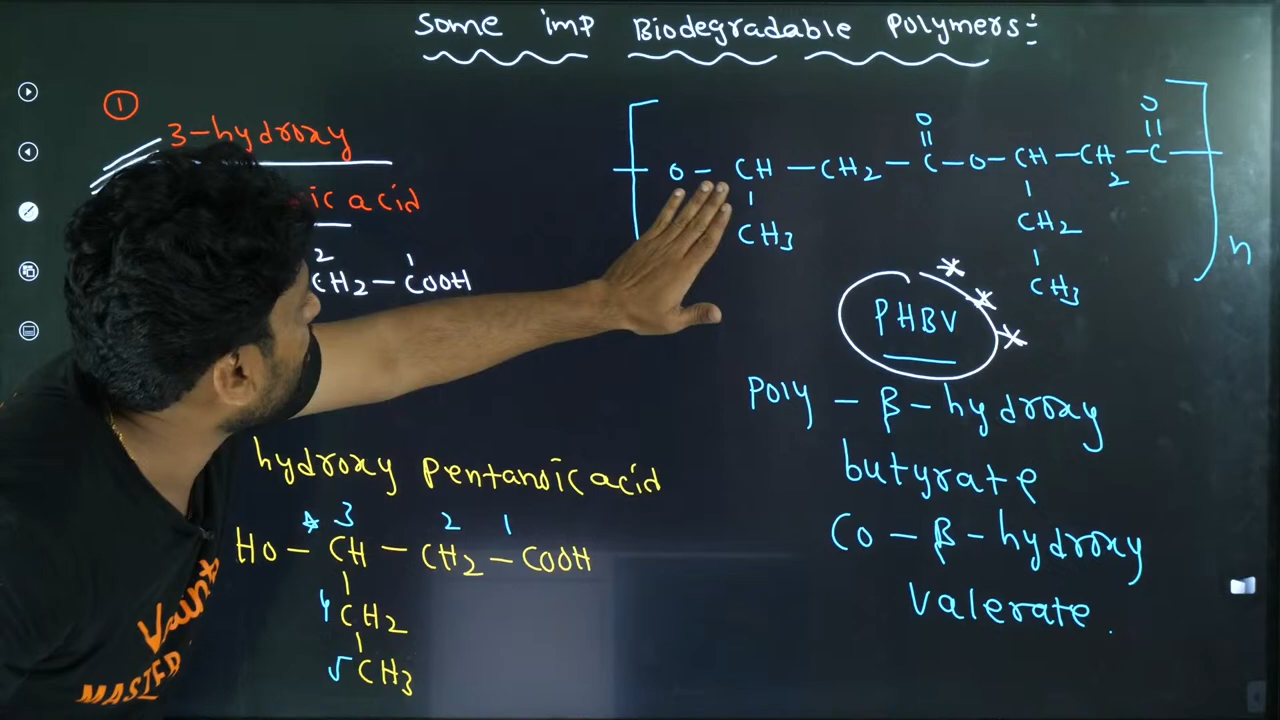 Some imp Biodegradable Polymers:
①
3-hydroxy
ic acid
2 1
CH2 — COOH
O O
|| ||
[ — O — CH — CH2 — C — O — CH — CH2 — C — ]n
| |
CH3 CH2
|
CH3
PHBV
Poly - β - hydroxy
butyrate
Co - β - hydroxy
valerate.
hydroxy pentanoic acid
3 2 1
HO — CH — CH2 — COOH
|
4 CH2
|
5 CH3
MASTER